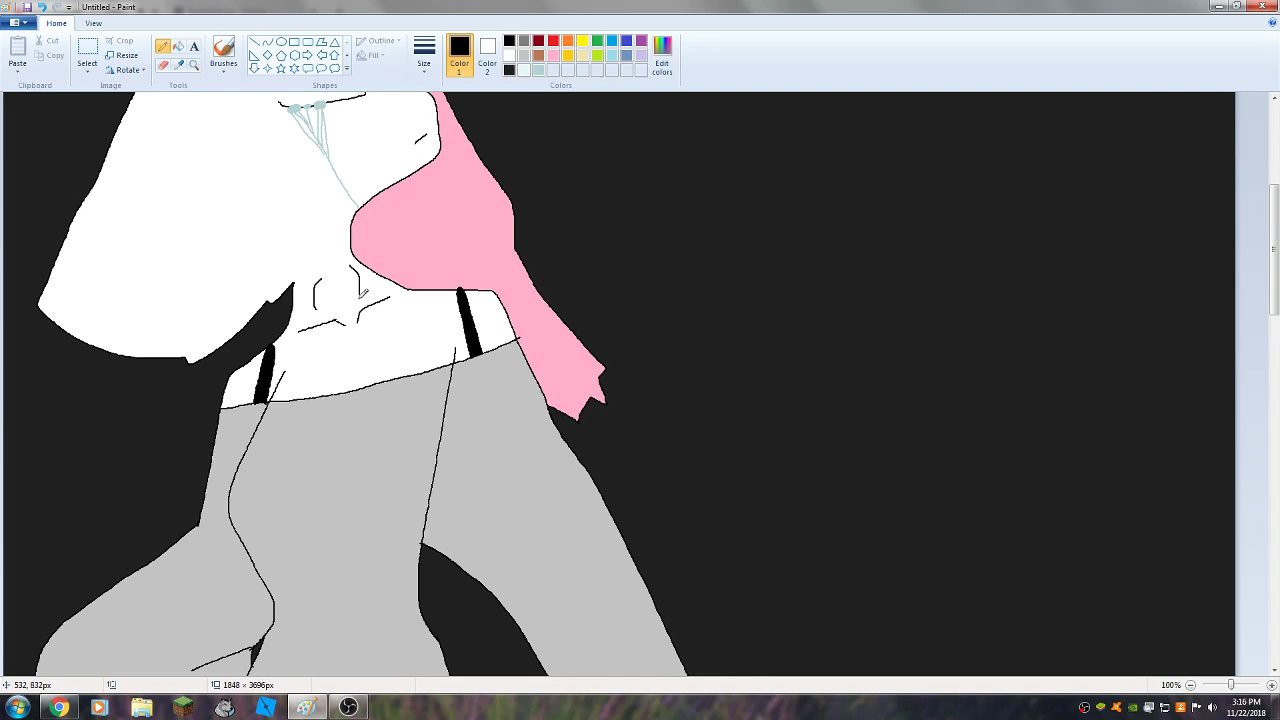 Untitled - Paint
Home View
Paste
Cut
Copy
Clipboard
Select
Crop
Resize
Rotate
Image
A
Tools
Brushes
Outline
Fill
Shapes
Size
Color 1
Color 2
Edit colors
Colors
532, 832px
1848 × 3696px
100%
3:16 PM
11/22/2018